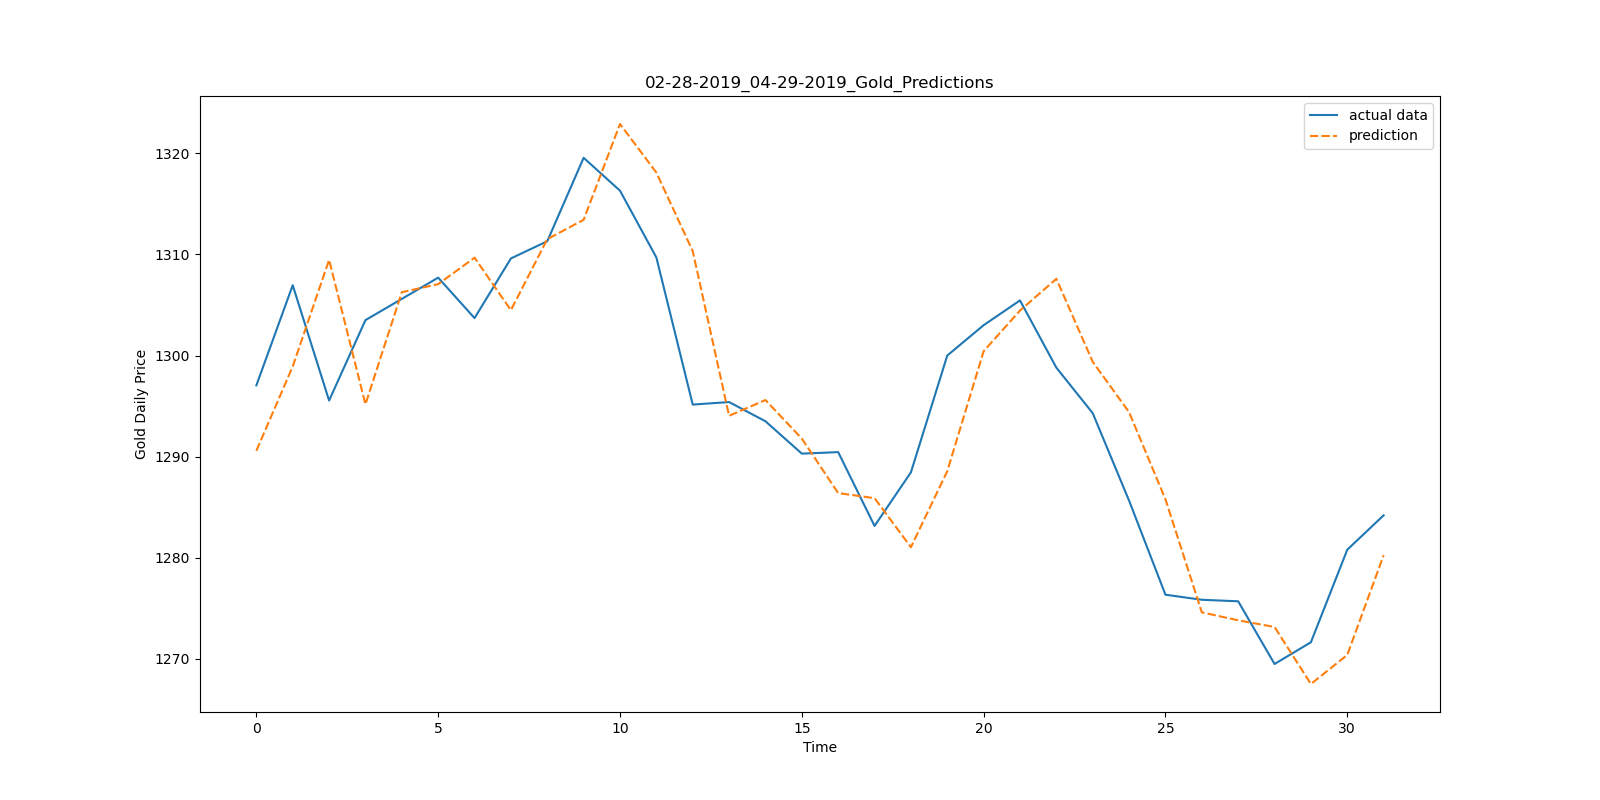 02-28-2019_04-29-2019_Gold_Predictions
actual data
prediction
Gold Daily Price
1320
1310
1300
1290
1280
1270
0 5 10 15 20 25 30
Time